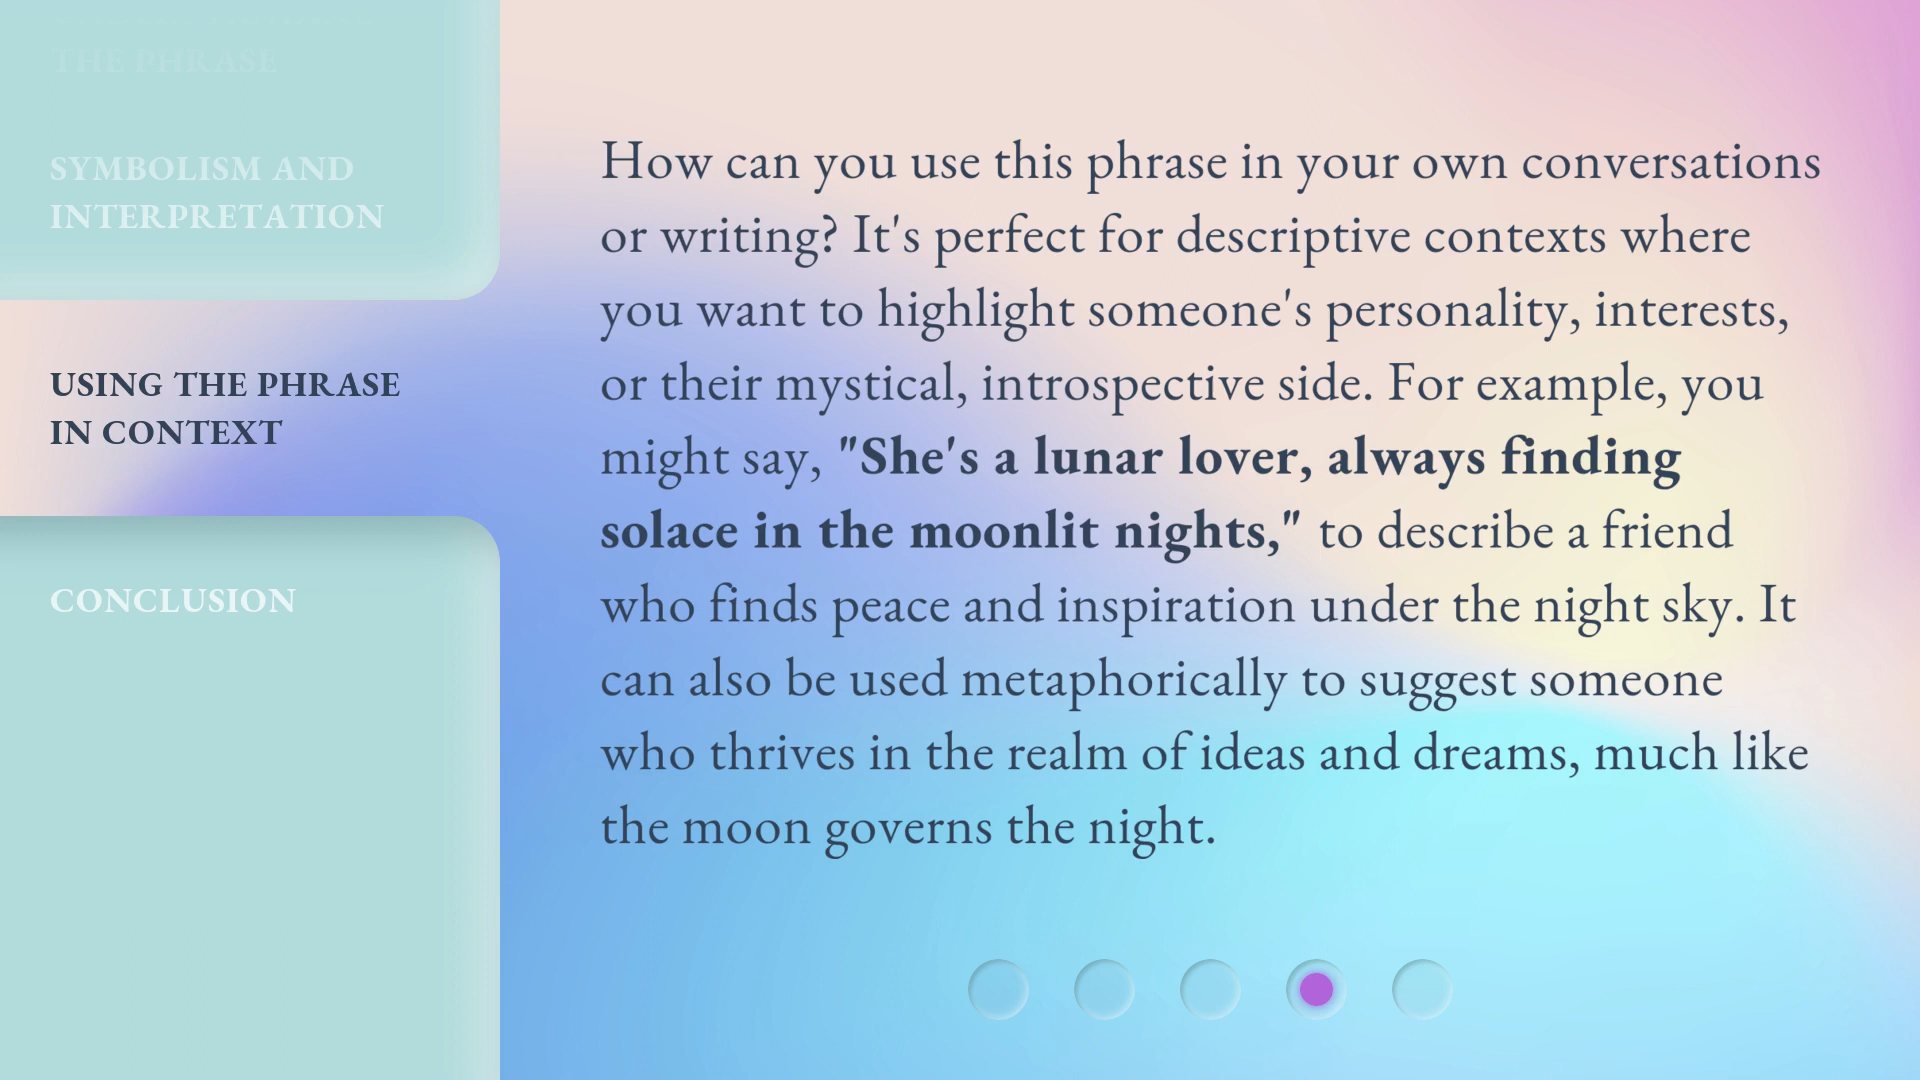 THE PHRASE
SYMBOLISM AND
INTERPRETATION
USING THE PHRASE
IN CONTEXT
CONCLUSION
How can you use this phrase in your own conversations
or writing? It's perfect for descriptive contexts where
you want to highlight someone's personality, interests,
or their mystical, introspective side. For example, you
might say, "She's a lunar lover, always finding
solace in the moonlit nights," to describe a friend
who finds peace and inspiration under the night sky. It
can also be used metaphorically to suggest someone
who thrives in the realm of ideas and dreams, much like
the moon governs the night.